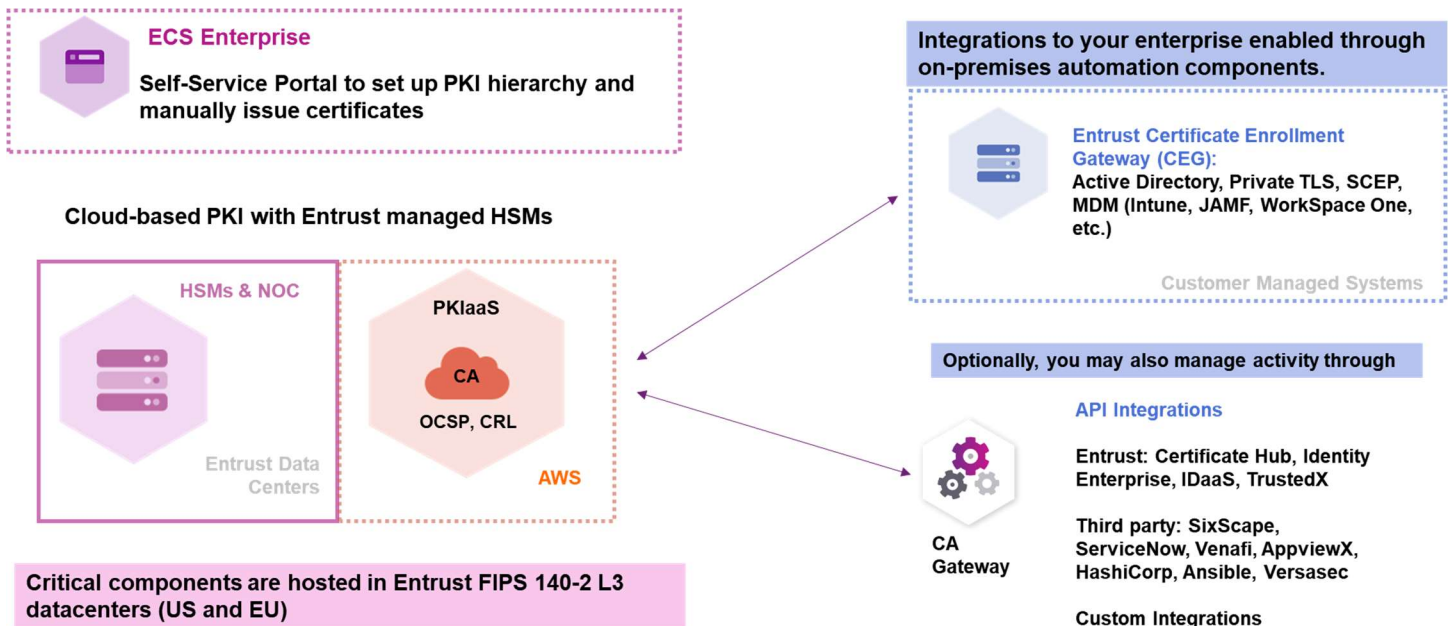 ECS Enterprise
Self-Service Portal to set up PKI hierarchy and
manually issue certificates
Cloud-based PKI with Entrust managed HSMs
HSMs & NOC
Entrust Data
Centers
PKIaaS
CA
OCSP, CRL
AWS
Critical components are hosted in Entrust FIPS 140-2 L3
datacenters (US and EU)
Integrations to your enterprise enabled through
on-premises automation components.
Entrust Certificate Enrollment
Gateway (CEG):
Active Directory, Private TLS, SCEP,
MDM (Intune, JAMF, WorkSpace One,
etc.)
Customer Managed Systems
Optionally, you may also manage activity through
CA
Gateway
API Integrations
Entrust: Certificate Hub, Identity
Enterprise, IDaaS, TrustedX
Third party: SixScape,
ServiceNow, Venafi, AppviewX,
HashiCorp, Ansible, Versasec
Custom Integrations